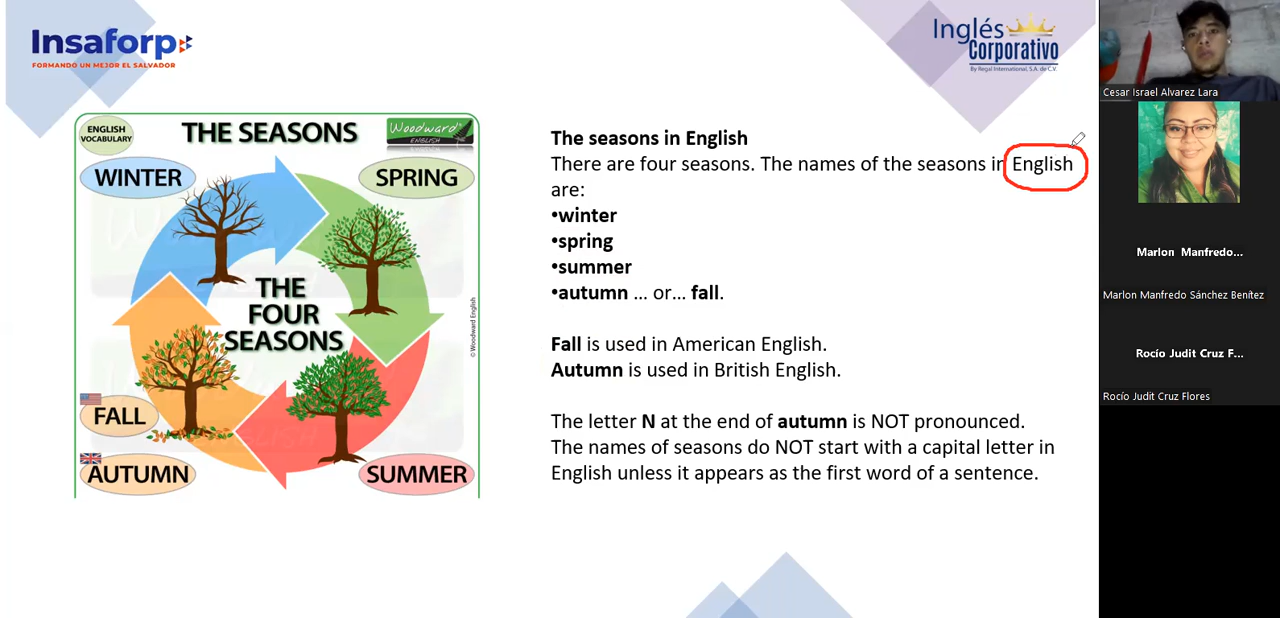 Insaforp
FORMANDO UN MEJOR EL SALVADOR
Inglés
Corporativo
By Regal International, S.A. de C.V.
ENGLISH
VOCABULARY
THE SEASONS
Woodward
ENGLISH
WINTER
SPRING
THE
FOUR
SEASONS
FALL
AUTUMN
SUMMER
© Woodward English
The seasons in English
There are four seasons. The names of the seasons in English
are:
•winter
•spring
•summer
•autumn ... or... fall.
Fall is used in American English.
Autumn is used in British English.
The letter N at the end of autumn is NOT pronounced.
The names of seasons do NOT start with a capital letter in
English unless it appears as the first word of a sentence.
Cesar Israel Alvarez Lara
Marlon Manfredo...
Marlon Manfredo Sánchez Benítez
Rocío Judit Cruz F...
Rocío Judit Cruz Flores